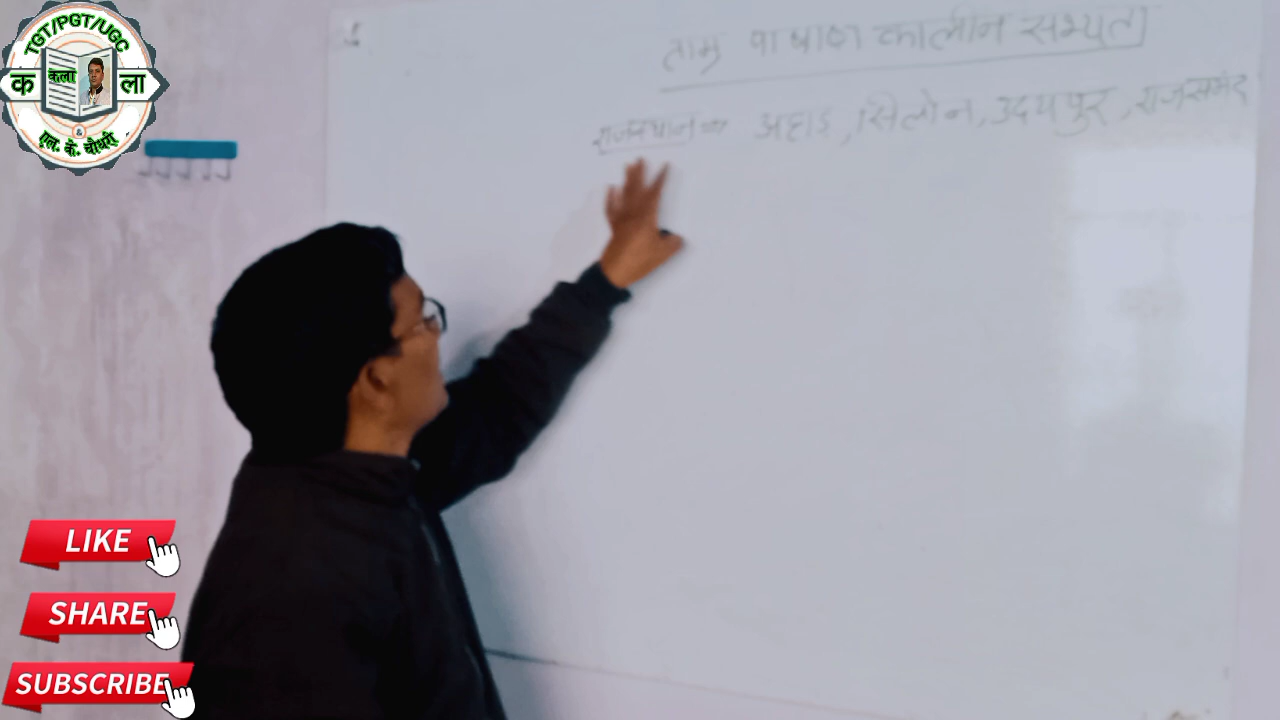 TGT/PGT/UGC
क कला ला
&
एल. के. चौधरी
ताम्र पाषाण कालीन सभ्यता
राजस्थान का अहाड़, सिलोन, उदयपुर, राजसमंद
LIKE
SHARE
SUBSCRIBE